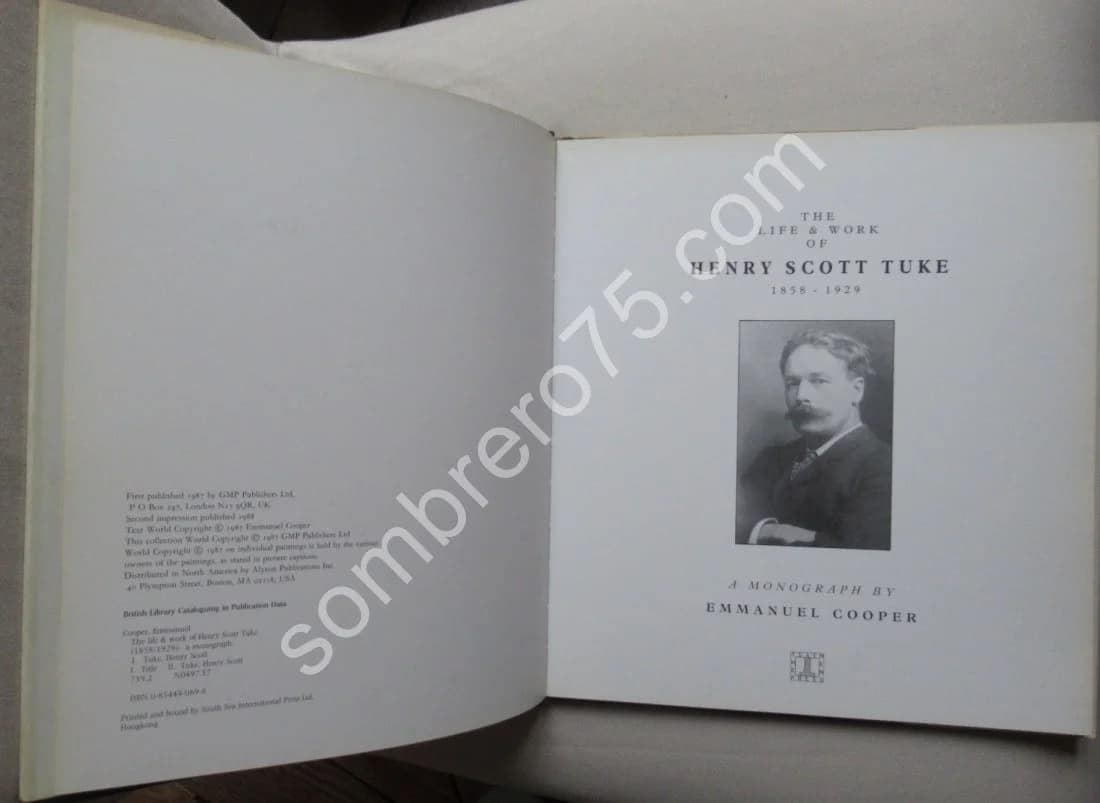 First published 1987 by GMP Publishers Ltd,
P O Box 247, London N17 9QR, UK
Second impression published 1988
Text World Copyright © 1987 Emmanuel Cooper
This collection World Copyright © 1987 GMP Publishers Ltd
World Copyright © 1987 on individual paintings is held by the various
owners of the paintings, as stated in picture captions.
Distributed in North America by Alyson Publications Inc
40 Plympton Street, Boston, MA 02118, USA
British Library Cataloguing in Publication Data
Cooper, Emmanuel
The life & work of Henry Scott Tuke
(1858-1929): a monograph.
1. Tuke, Henry Scott
I. Title II. Tuke, Henry Scott
759.2 ND497.T7
ISBN 0-85449-069-8
Printed and bound by South Sea International Press Ltd,
Hongkong
THE
LIFE & WORK
OF
HENRY SCOTT TUKE
1858 - 1929
A MONOGRAPH BY
EMMANUEL COOPER
sombrero75.com